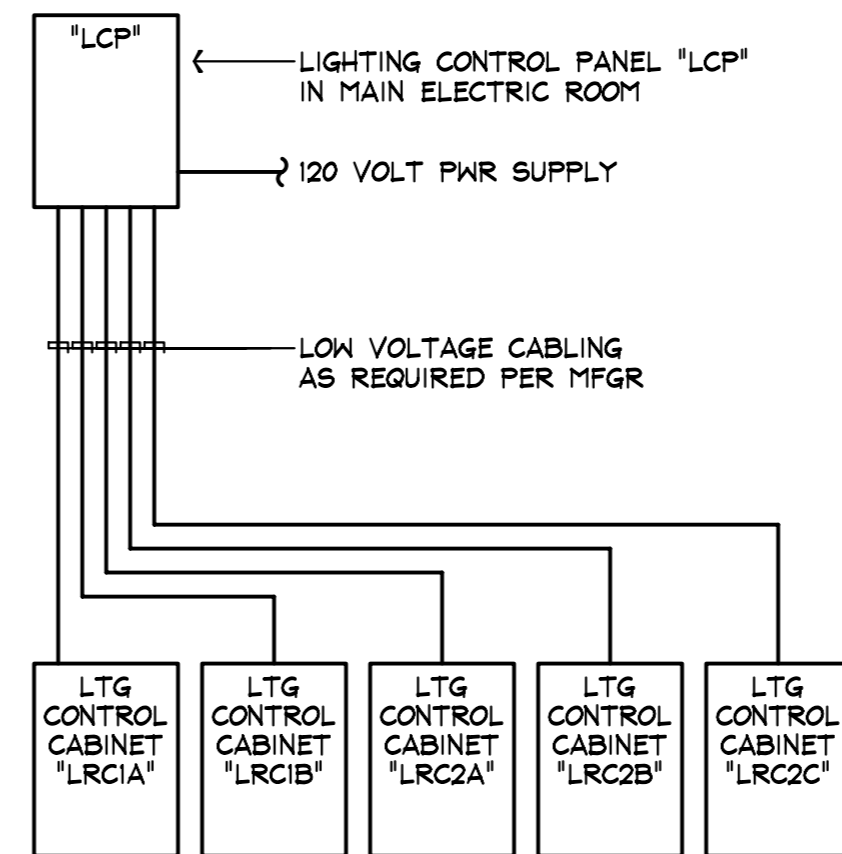 "LCP"
LIGHTING CONTROL PANEL "LCP"
IN MAIN ELECTRIC ROOM
120 VOLT PWR SUPPLY
LOW VOLTAGE CABLING
AS REQUIRED PER MFGR
LTG
CONTROL
CABINET
"LRC1A"
LTG
CONTROL
CABINET
"LRC1B"
LTG
CONTROL
CABINET
"LRC2A"
LTG
CONTROL
CABINET
"LRC2B"
LTG
CONTROL
CABINET
"LRC2C"